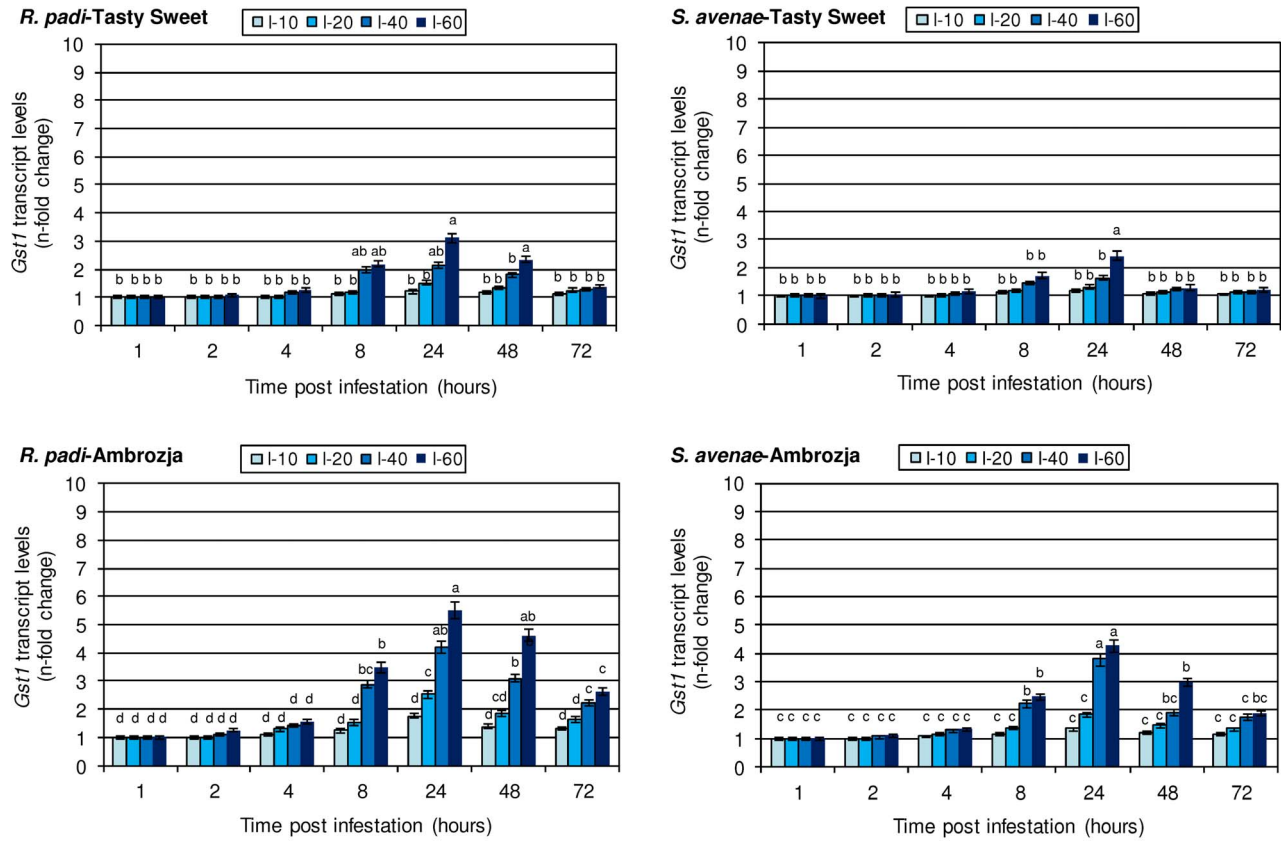 R. padi-Tasty Sweet
I-10 I-20 I-40 I-60
Gst1 transcript levels
(n-fold change)
10
9
8
7
6
5
4
3
2
1
0
b b b b b b b b b b b b b b ab ab b b ab a b b b a b b b b
1 2 4 8 24 48 72
Time post infestation (hours)
S. avenae-Tasty Sweet
I-10 I-20 I-40 I-60
Gst1 transcript levels
(n-fold change)
10
9
8
7
6
5
4
3
2
1
0
b b b b b b b b b b b b b b b b b b b a b b b b b b b b
1 2 4 8 24 48 72
Time post infestation (hours)
R. padi-Ambrozja
I-10 I-20 I-40 I-60
Gst1 transcript levels
(n-fold change)
10
9
8
7
6
5
4
3
2
1
0
d d d d d d d d d d d d d d bc b d c ab a d cd b ab d d c c
1 2 4 8 24 48 72
Time post infestation (hours)
S. avenae-Ambrozja
I-10 I-20 I-40 I-60
Gst1 transcript levels
(n-fold change)
10
9
8
7
6
5
4
3
2
1
0
c c c c c c c c c c c c c c b b c c a a c c bc b c c c bc
1 2 4 8 24 48 72
Time post infestation (hours)